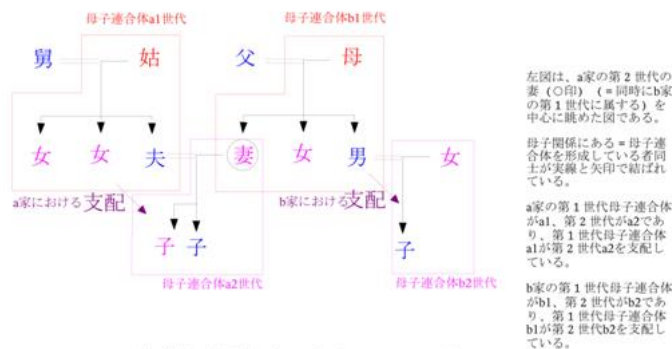 母子連合体a1世代 母子連合体b1世代
舅 姑 父 母
女 女 夫 妻 女 男 女
a家における支配 b家における支配
子 子 子
母子連合体a2世代 母子連合体b2世代
左図は、a家の第2世代の
妻（○印）（=同時にb家
の第1世代に属する）を
中心に眺めた図である。
母子関係にある=母子連
合体を形成している者同
士が実線と矢印で結ばれ
ている。
a家の第1世代母子連合体
がa1、第2世代がa2であ
り、第1世代母子連合体
a1が第2世代a2を支配し
ている。
b家の第1世代母子連合体
がb1、第2世代がb2であ
り、第1世代母子連合体
b1が第2世代b2を支配し
ている。